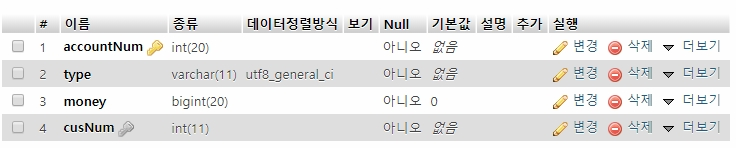 # 이름 종류 데이터정렬방식 보기 Null 기본값 설명 추가 실행
1 accountNum int(20) 아니오 없음 변경 삭제 더보기
2 type varchar(11) utf8_general_ci 아니오 없음 변경 삭제 더보기
3 money bigint(20) 아니오 0 변경 삭제 더보기
4 cusNum int(11) 아니오 없음 변경 삭제 더보기